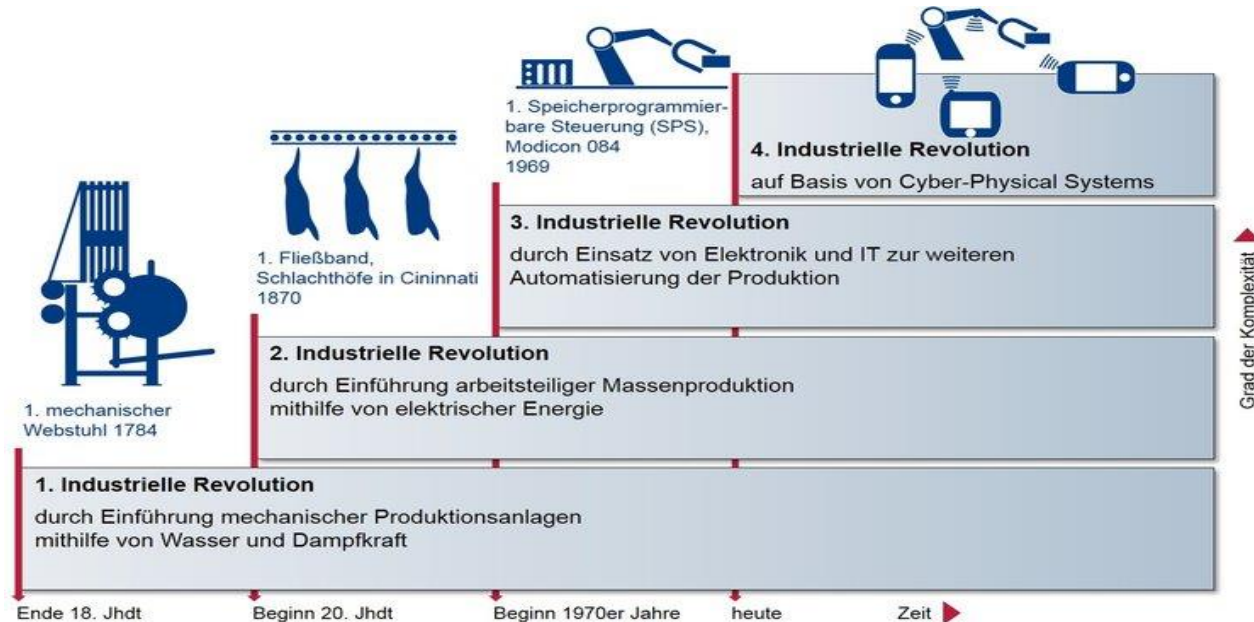 1. Speicherprogrammier-
bare Steuerung (SPS),
Modicon 084
1969
4. Industrielle Revolution
auf Basis von Cyber-Physical Systems
1. Fließband,
Schlachthöfe in Cininnati
1870
3. Industrielle Revolution
durch Einsatz von Elektronik und IT zur weiteren
Automatisierung der Produktion
1. mechanischer
Webstuhl 1784
2. Industrielle Revolution
durch Einführung arbeitsteiliger Massenproduktion
mithilfe von elektrischer Energie
1. Industrielle Revolution
durch Einführung mechanischer Produktionsanlagen
mithilfe von Wasser und Dampfkraft
Grad der Komplexität
Ende 18. Jhdt
Beginn 20. Jhdt
Beginn 1970er Jahre
heute
Zeit